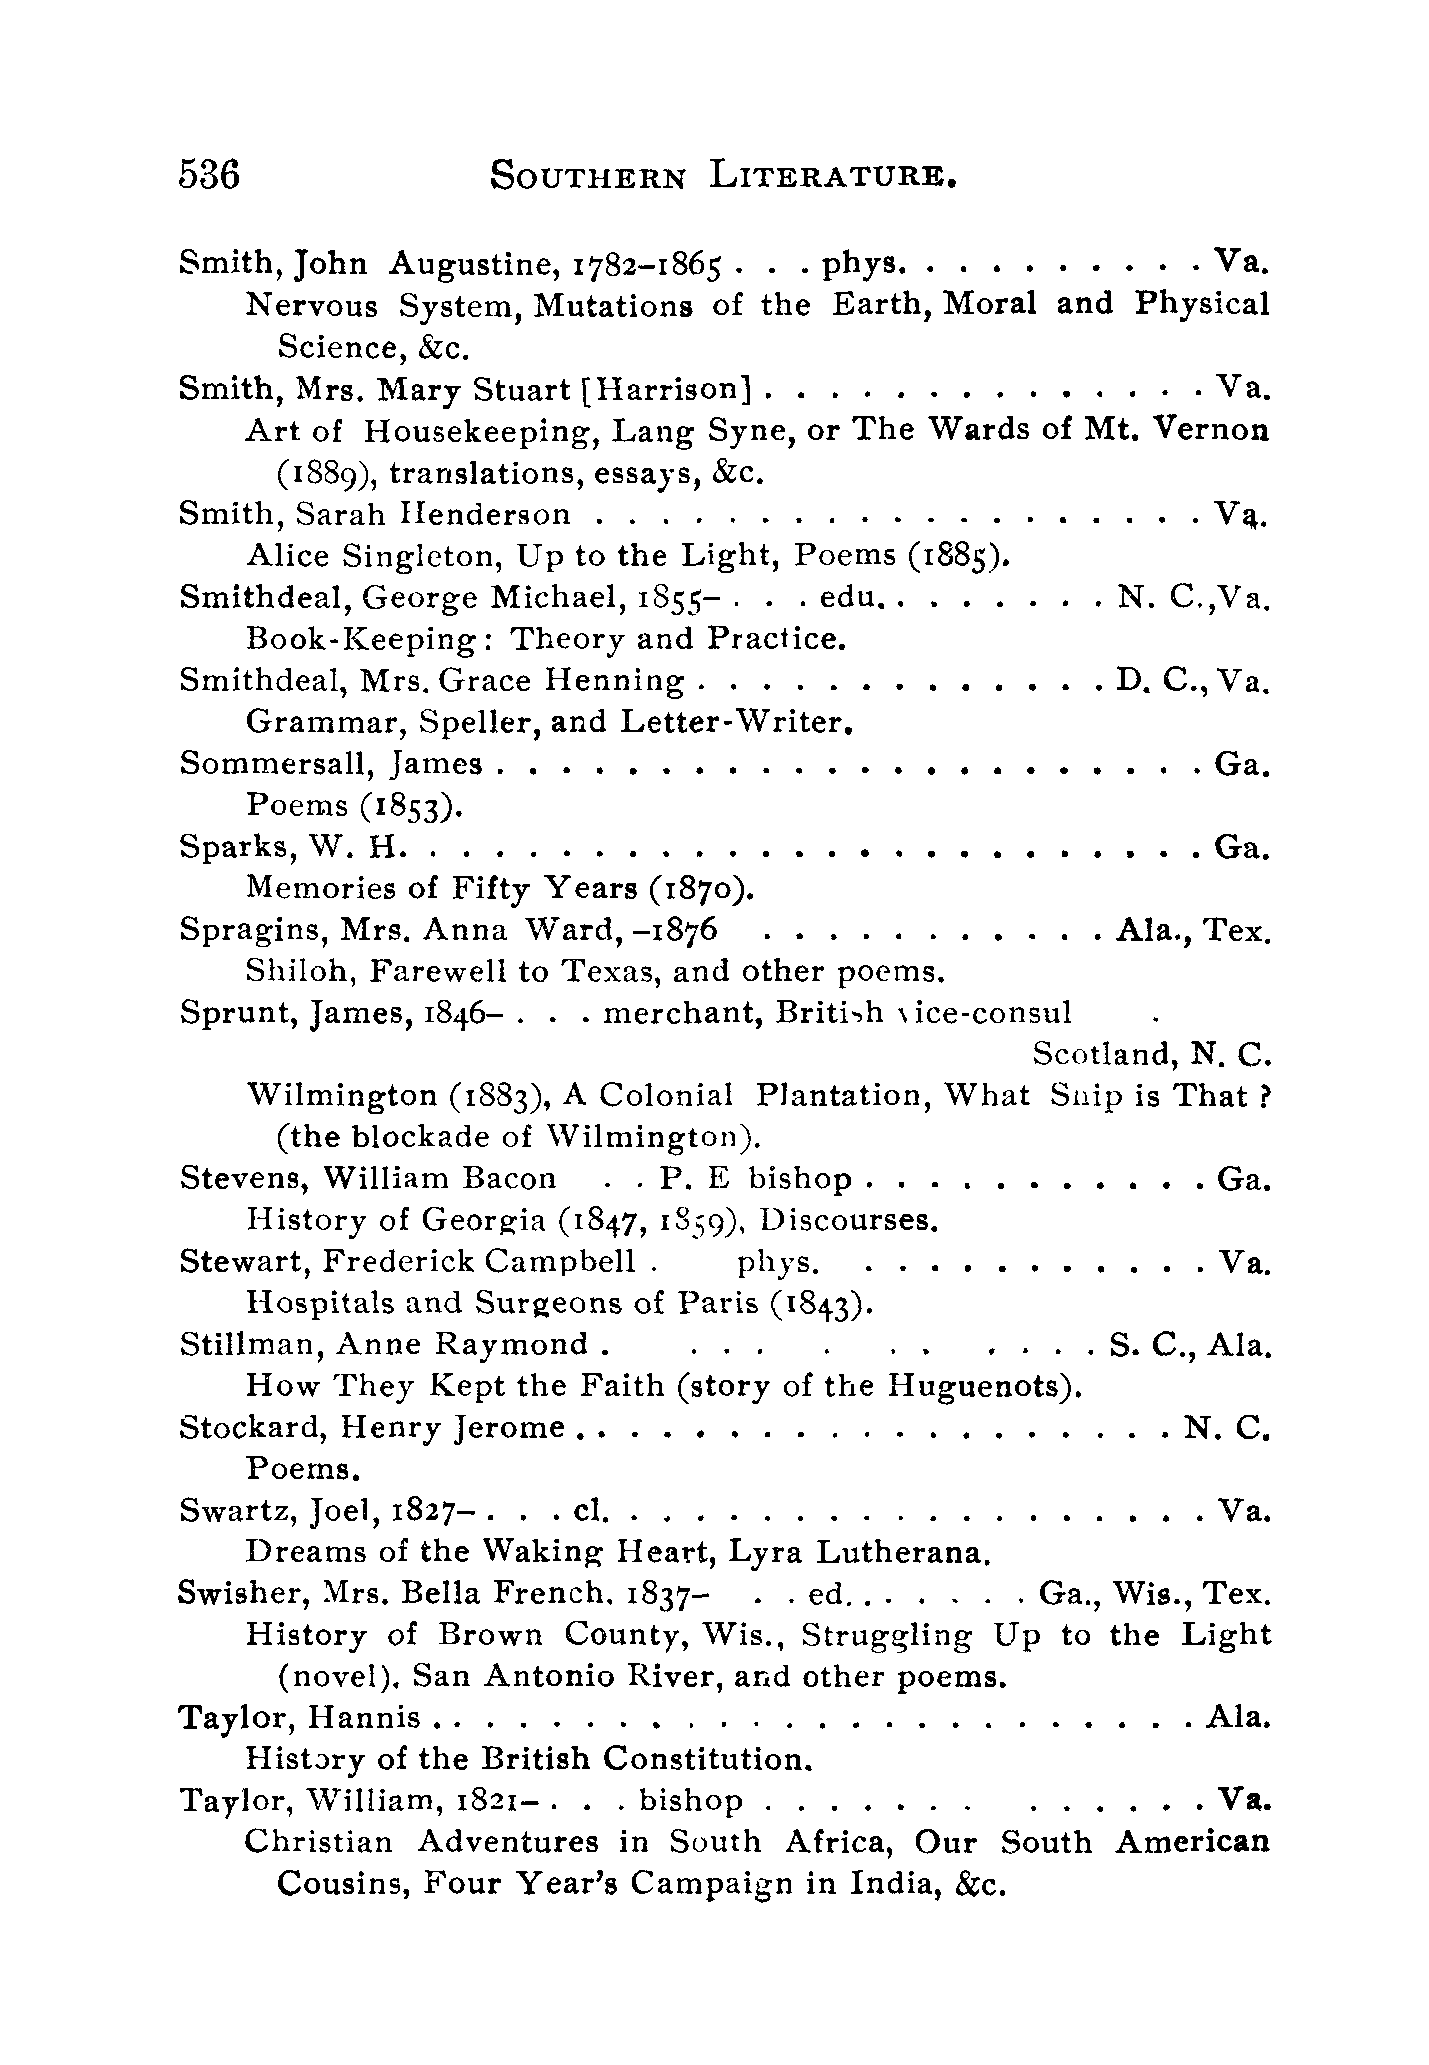 536 SOUTHERN LITERATURE.
Smith, John Augustine, 1782–1865 . . . phys. . . . . . . . . . Va.
Nervous System, Mutations of the Earth, Moral and Physical
Science, &c.
Smith, Mrs. Mary Stuart [Harrison] . . . . . . . . . . . . . . Va.
Art of Housekeeping, Lang Syne, or The Wards of Mt. Vernon
(1889), translations, essays, &c.
Smith, Sarah Henderson . . . . . . . . . . . . . . . . . . . Va.
Alice Singleton, Up to the Light, Poems (1885).
Smithdeal, George Michael, 1855– . . . edu. . . . . . . . N. C.,Va.
Book-Keeping: Theory and Practice.
Smithdeal, Mrs. Grace Henning . . . . . . . . . . . . . D. C., Va.
Grammar, Speller, and Letter-Writer.
Sommersall, James . . . . . . . . . . . . . . . . . . . . . . Ga.
Poems (1853).
Sparks, W. H. . . . . . . . . . . . . . . . . . . . . . . . . Ga.
Memories of Fifty Years (1870).
Spragins, Mrs. Anna Ward, –1876 . . . . . . . . . . . Ala., Tex.
Shiloh, Farewell to Texas, and other poems.
Sprunt, James, 1846– . . . merchant, British vice-consul .
Scotland, N. C.
Wilmington (1883), A Colonial Plantation, What Ship is That ?
(the blockade of Wilmington).
Stevens, William Bacon . . P. E bishop . . . . . . . . . . . Ga.
History of Georgia (1847, 1859), Discourses.
Stewart, Frederick Campbell . phys. . . . . . . . . . . . Va.
Hospitals and Surgeons of Paris (1843).
Stillman, Anne Raymond . . . . . . . . . . . S. C., Ala.
How They Kept the Faith (story of the Huguenots).
Stockard, Henry Jerome . . . . . . . . . . . . . . . . . . . N. C.
Poems.
Swartz, Joel, 1827– . . . cl. . . . . . . . . . . . . . . . . . . Va.
Dreams of the Waking Heart, Lyra Lutherana.
Swisher, Mrs. Bella French. 1837– . . ed. . . . . . . Ga., Wis., Tex.
History of Brown County, Wis., Struggling Up to the Light
(novel). San Antonio River, and other poems.
Taylor, Hannis . . . . . . . . . . . . . . . . . . . . . . . . Ala.
History of the British Constitution.
Taylor, William, 1821– . . . bishop . . . . . . . . . . . . . Va.
Christian Adventures in South Africa, Our South American
Cousins, Four Year's Campaign in India, &c.